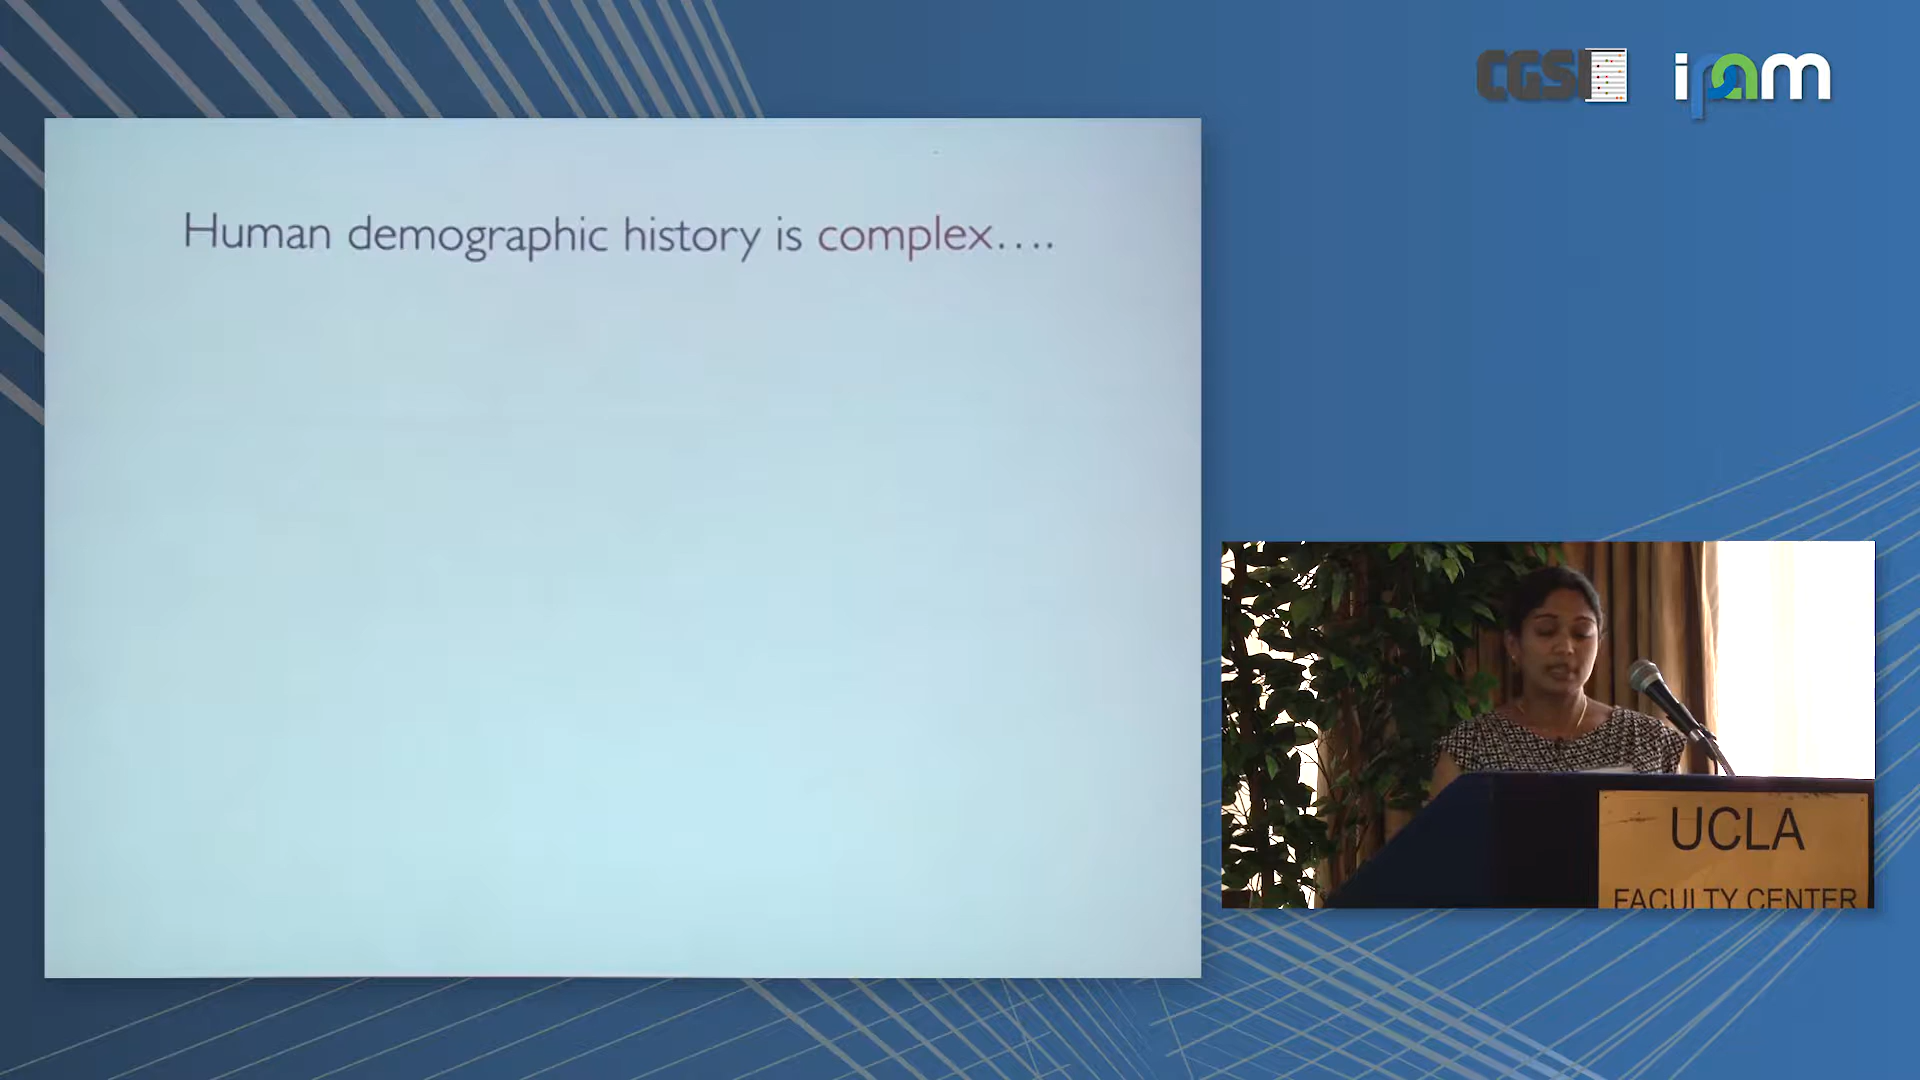 CGSI
ipam
Human demographic history is complex....
UCLA
FACULTY CENTER